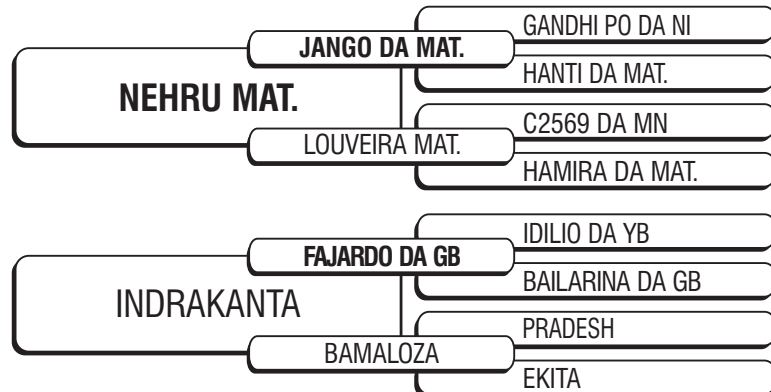 GANDHI PO DA NI
JANGO DA MAT.
HANTI DA MAT.
NEHRU MAT.
C2569 DA MN
LOUVEIRA MAT.
HAMIRA DA MAT.
IDILIO DA YB
FAJARDO DA GB
BAILARINA DA GB
INDRAKANTA
PRADESH
BAMALOZA
EKITA